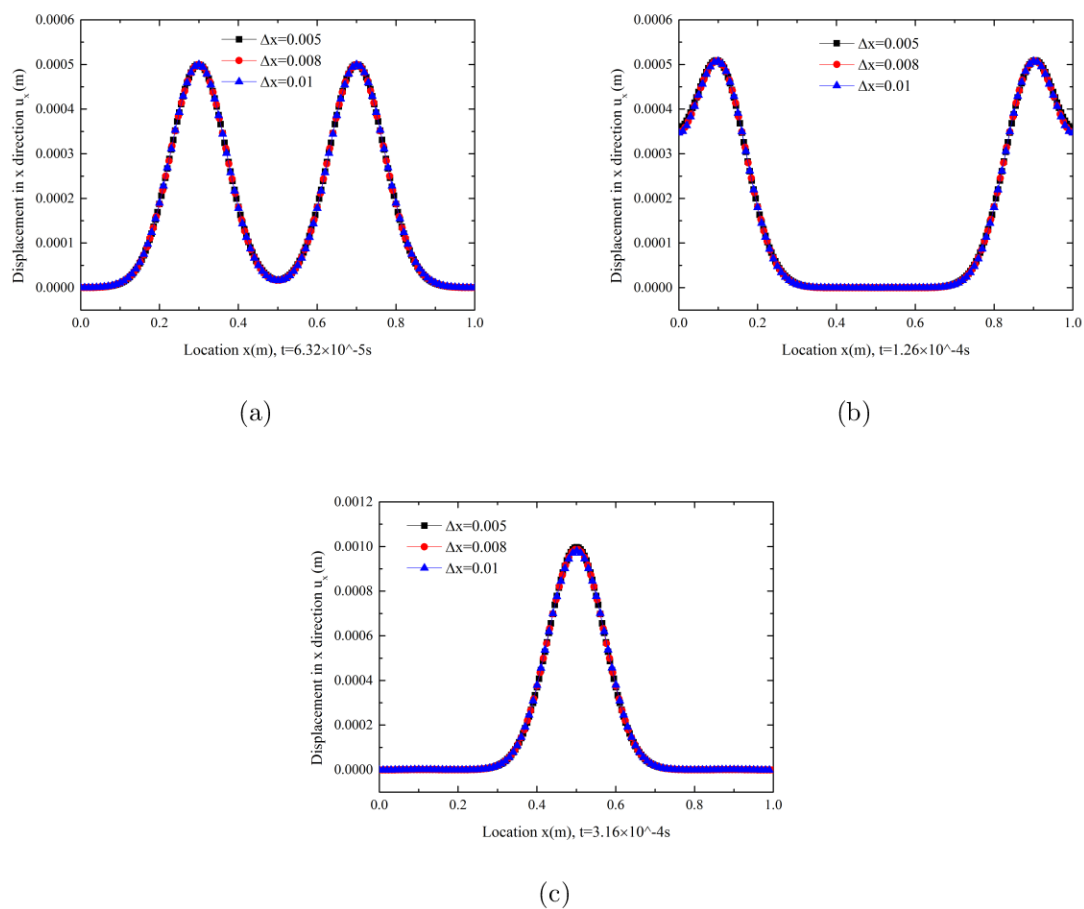 0.0006
0.0005
0.0004
0.0003
0.0002
0.0001
0.0000
Displacement in x direction u_x (m)
Δx=0.005
Δx=0.008
Δx=0.01
0.0 0.2 0.4 0.6 0.8 1.0
Location x(m), t=6.32×10^-5s
(a)
0.0006
0.0005
0.0004
0.0003
0.0002
0.0001
0.0000
Displacement in x direction u_x (m)
Δx=0.005
Δx=0.008
Δx=0.01
0.0 0.2 0.4 0.6 0.8 1.0
Location x(m), t=1.26×10^-4s
(b)
0.0012
0.0010
0.0008
0.0006
0.0004
0.0002
0.0000
Displacement in x direction u_x (m)
Δx=0.005
Δx=0.008
Δx=0.01
0.0 0.2 0.4 0.6 0.8 1.0
Location x(m), t=3.16×10^-4s
(c)